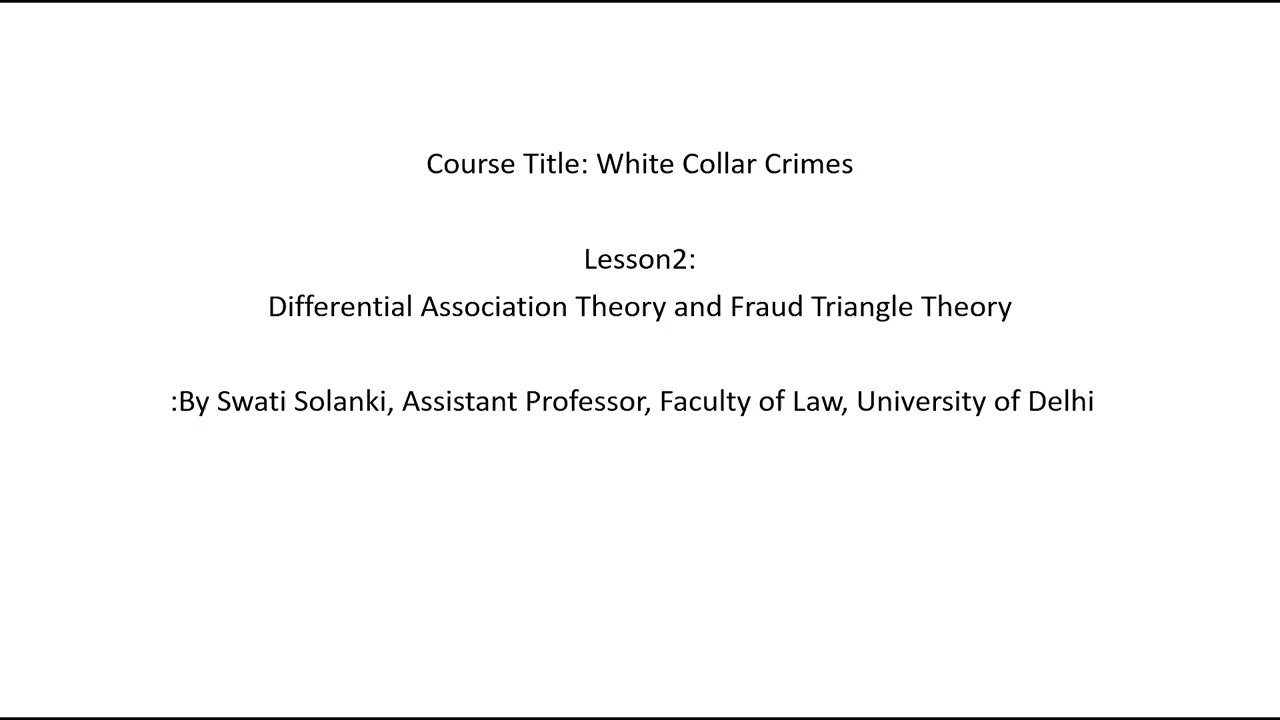 Course Title: White Collar Crimes
Lesson2:
Differential Association Theory and Fraud Triangle Theory
:By Swati Solanki, Assistant Professor, Faculty of Law, University of Delhi